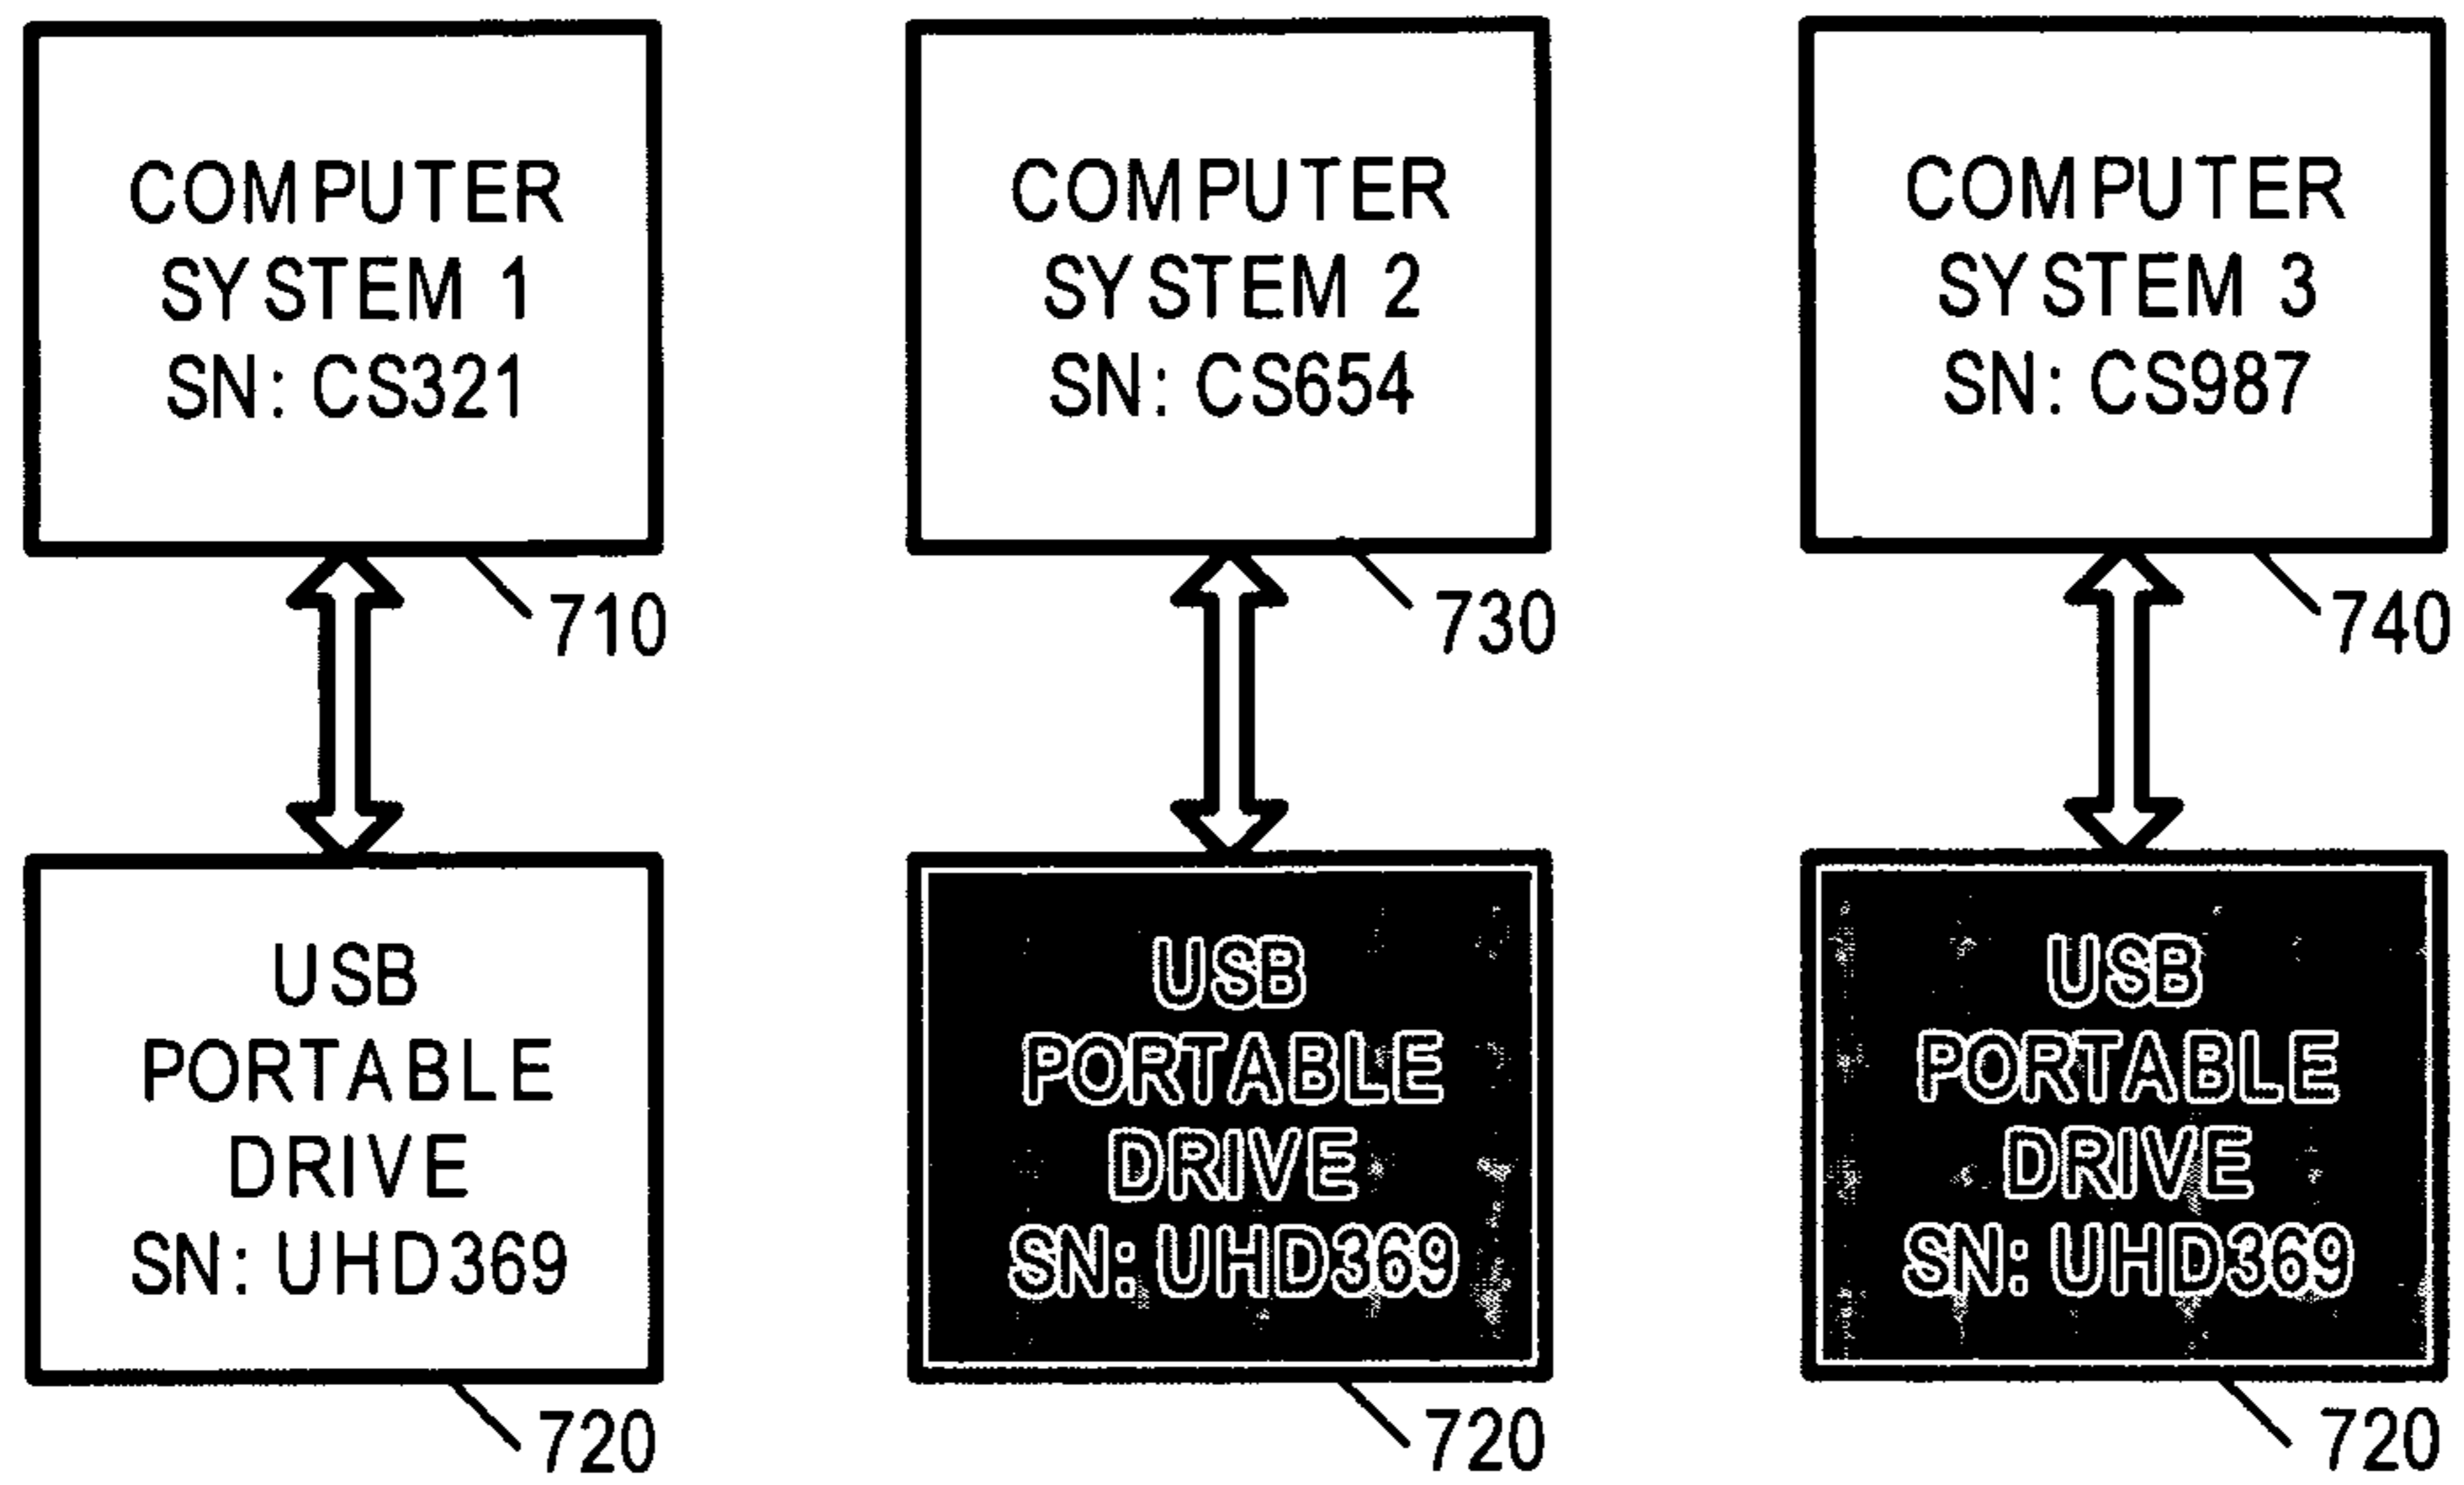 COMPUTER
SYSTEM 1
SN: CS321
710
COMPUTER
SYSTEM 2
SN: CS654
730
COMPUTER
SYSTEM 3
SN: CS987
740
USB
PORTABLE
DRIVE
SN: UHD369
720
USB
PORTABLE
DRIVE
SN: UHD369
720
USB
PORTABLE
DRIVE
SN: UHD369
720